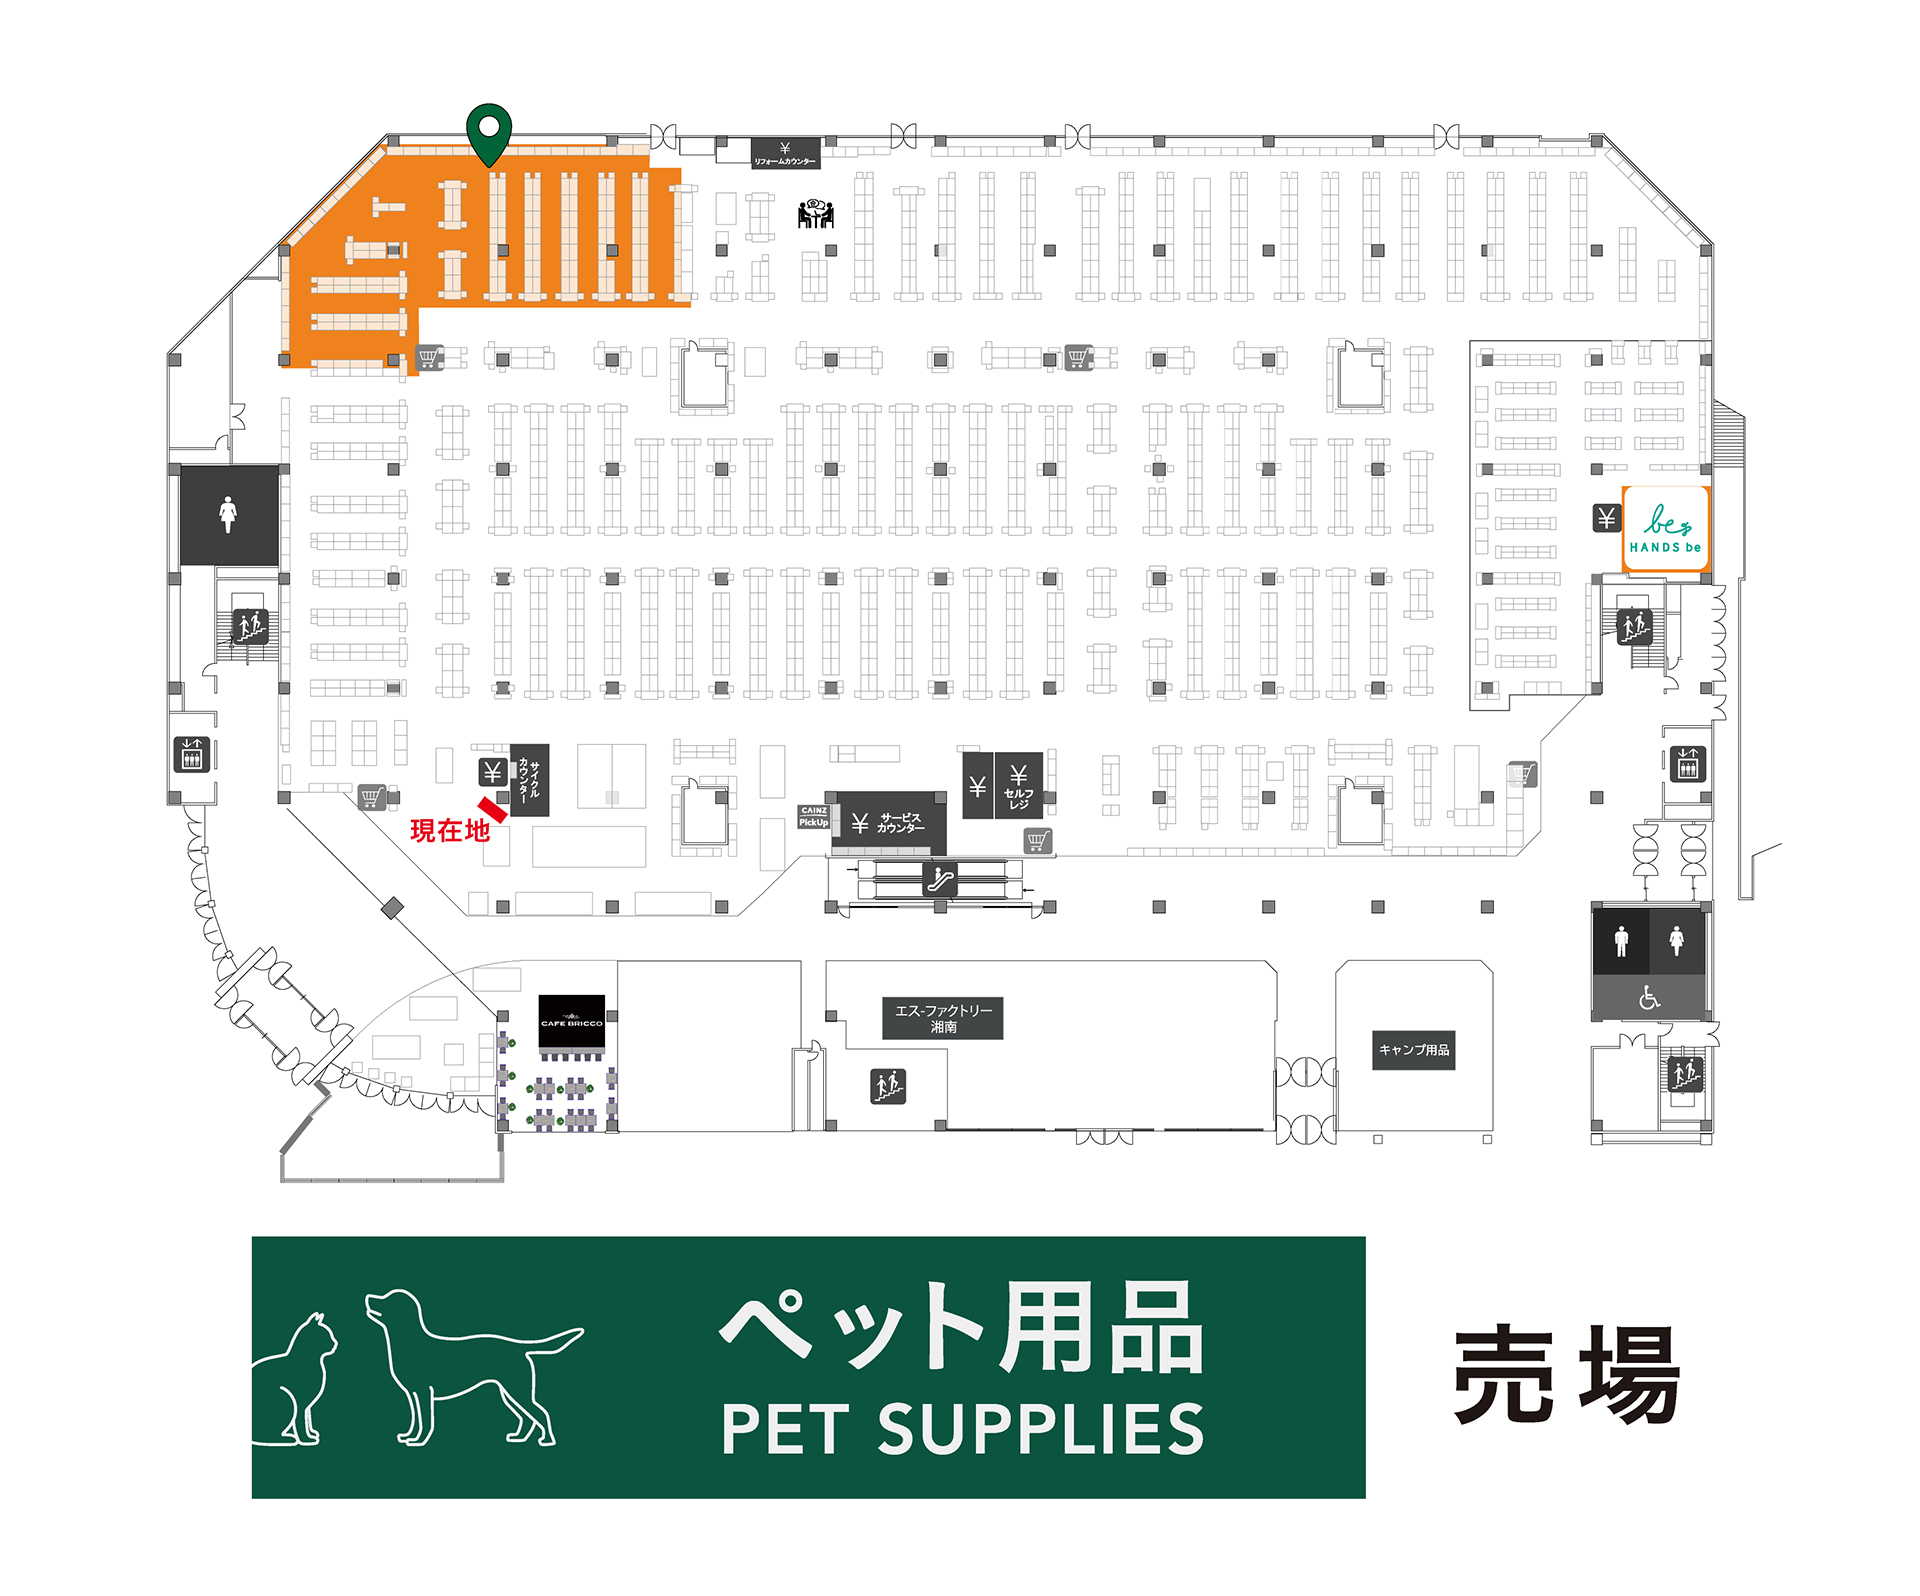 ¥
リフォームカウンター
¥
be
HANDS be
¥
サイクル
カウンター
現在地
CAINZ
PickUp
¥
サービス
カウンター
¥
¥
セルフ
レジ
CAFE BRICCO
エス-ファクトリー
湘南
キャンプ用品
ペット用品
PET SUPPLIES
売場